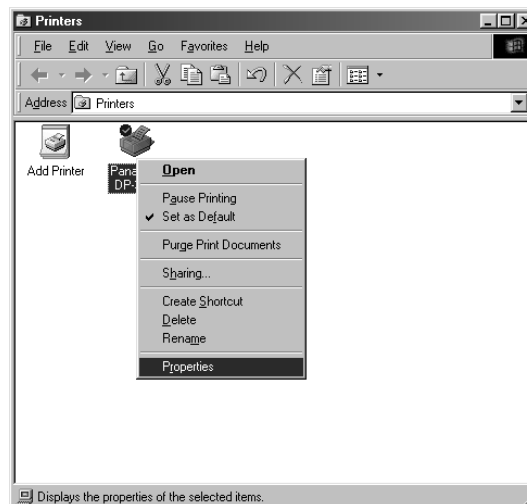 Printers
File Edit View Go Favorites Help
Address Printers
Add Printer
Pana
DP-
Open
Pause Printing
Set as Default
Purge Print Documents
Sharing...
Create Shortcut
Delete
Rename
Properties
Displays the properties of the selected items.